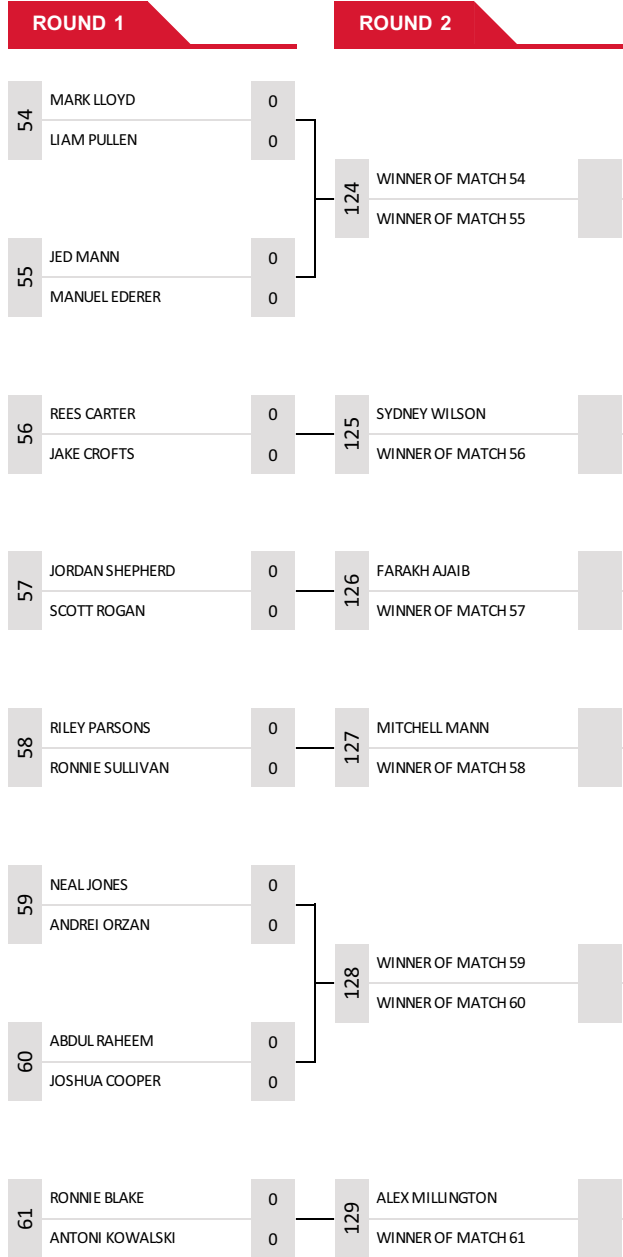 ROUND 1
ROUND 2
54
MARK LLOYD 0
LIAM PULLEN 0
124
WINNER OF MATCH 54
WINNER OF MATCH 55
55
JED MANN 0
MANUEL EDERER 0
56
REES CARTER 0
JAKE CROFTS 0
125
SYDNEY WILSON
WINNER OF MATCH 56
57
JORDAN SHEPHERD 0
SCOTT ROGAN 0
126
FARAKH AJAIB
WINNER OF MATCH 57
58
RILEY PARSONS 0
RONNIE SULLIVAN 0
127
MITCHELL MANN
WINNER OF MATCH 58
59
NEAL JONES 0
ANDREI ORZAN 0
128
WINNER OF MATCH 59
WINNER OF MATCH 60
60
ABDUL RAHEEM 0
JOSHUA COOPER 0
61
RONNIE BLAKE 0
ANTONI KOWALSKI 0
129
ALEX MILLINGTON
WINNER OF MATCH 61